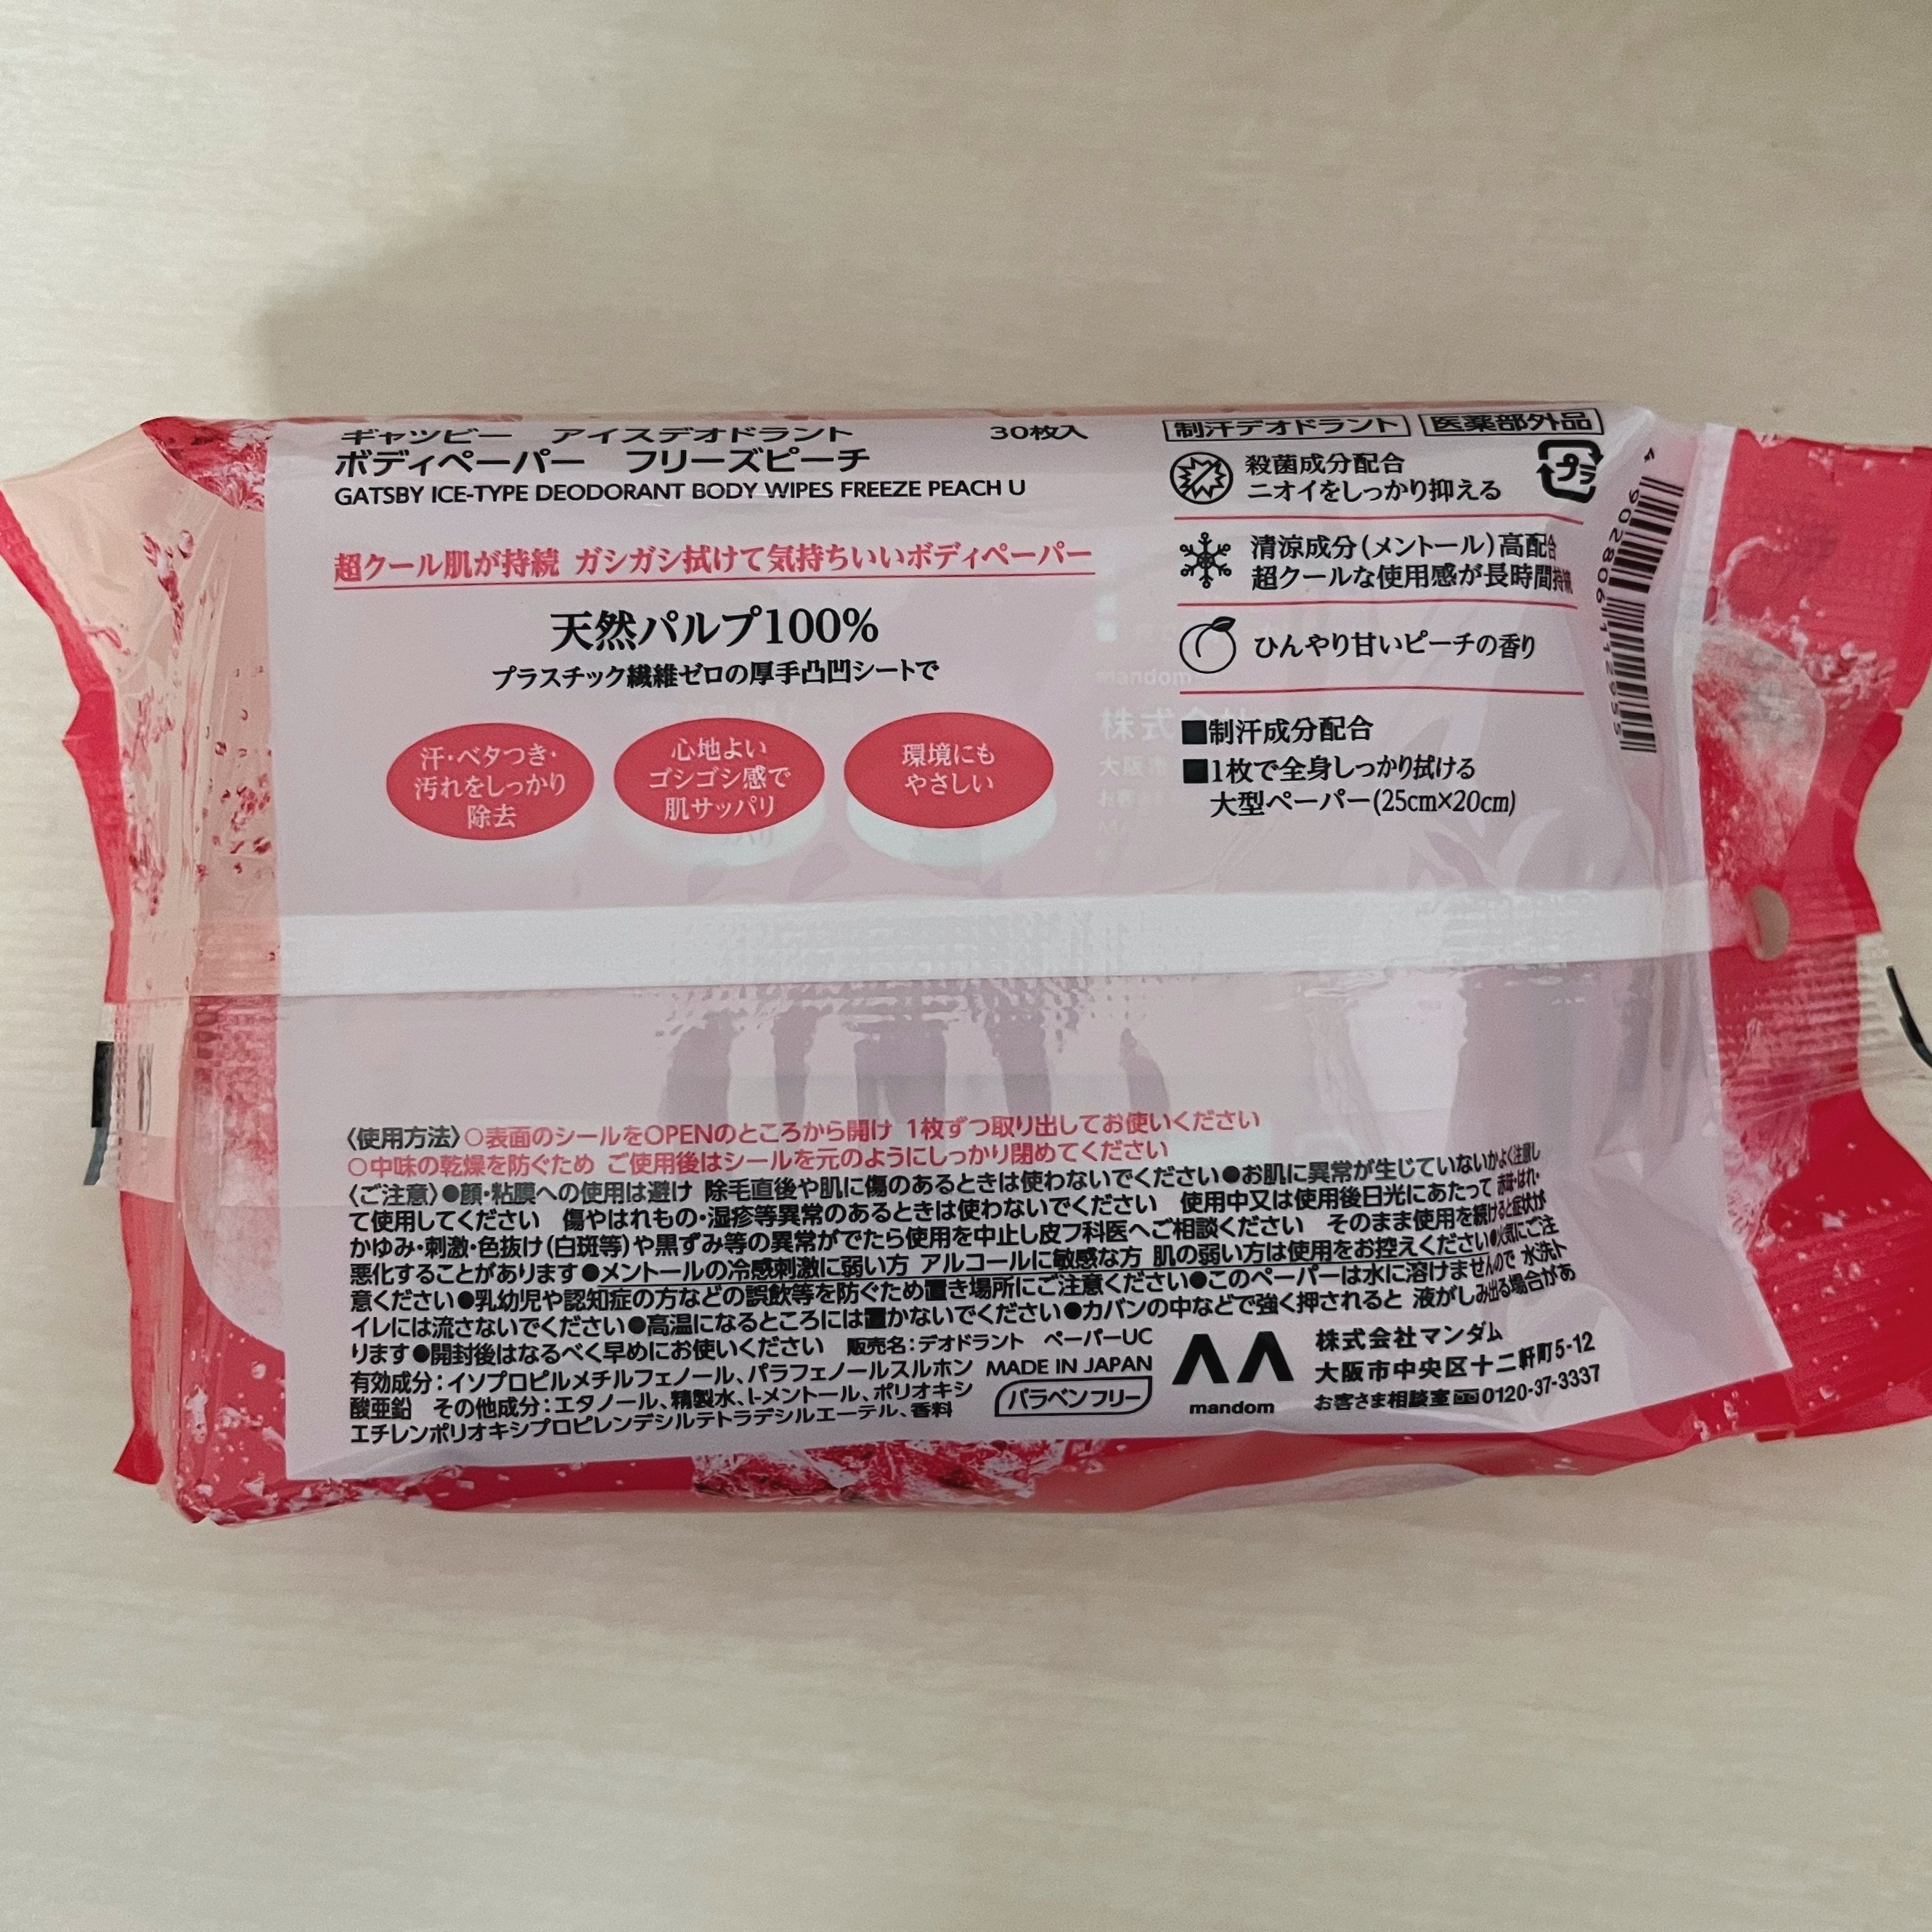 ギャツビー　アイスデオドラント
ボディペーパー　フリーズピーチ
30枚入
GATSBY ICE-TYPE DEODORANT BODY WIPES FREEZE PEACH U
超クール肌が持続 ガシガシ拭けて気持ちいいボディペーパー
天然パルプ100%
プラスチック繊維ゼロの厚手凸凹シートで
汗・ベタつき・
汚れをしっかり
除去
心地よい
ゴシゴシ感で
肌サッパリ
環境にも
やさしい
制汗デオドラント 医薬部外品
殺菌成分配合
ニオイをしっかり抑える
プラ
清涼成分(メントール)高配合
超クールな使用感が長時間持続
ひんやり甘いピーチの香り
■制汗成分配合
■1枚で全身しっかり拭ける
大型ペーパー(25cm×20cm)
4 902806 112955
〈使用方法〉○表面のシールをOPENのところから開け 1枚ずつ取り出してお使いください
○中味の乾燥を防ぐため ご使用後はシールを元のようにしっかり閉めてください
〈ご注意〉●顔・粘膜への使用は避け 除毛直後や肌に傷のあるときは使わないでください●お肌に異常が生じていないかよく注意し
て使用してください 傷やはれもの・湿疹等異常のあるときは使わないでください 使用中又は使用後日光にあたって 赤味・はれ・
かゆみ・刺激・色抜け(白斑等)や黒ずみ等の異常がでたら使用を中止し皮フ科医へご相談ください そのまま使用を続けると症状が
悪化することがあります●メントールの冷感刺激に弱い方 アルコールに敏感な方 肌の弱い方は使用をお控えください●火気にご注
意ください●乳幼児や認知症の方などの誤飲等を防ぐため置き場所にご注意ください●このペーパーは水に溶けませんので 水洗ト
イレには流さないでください●高温になるところには置かないでください●カバンの中などで強く押されると 液がしみ出る場合があ
ります●開封後はなるべく早めにお使いください 販売名：デオドラント ペーパーUC
有効成分：イソプロピルメチルフェノール、パラフェノールスルホン
酸亜鉛 その他成分：エタノール、精製水、l-メントール、ポリオキシ
エチレンポリオキシプロピレンデシルテトラデシルエーテル、香料
MADE IN JAPAN
パラベンフリー
mandom
株式会社マンダム
大阪市中央区十二軒町5-12
お客さま相談室 0120-37-3337